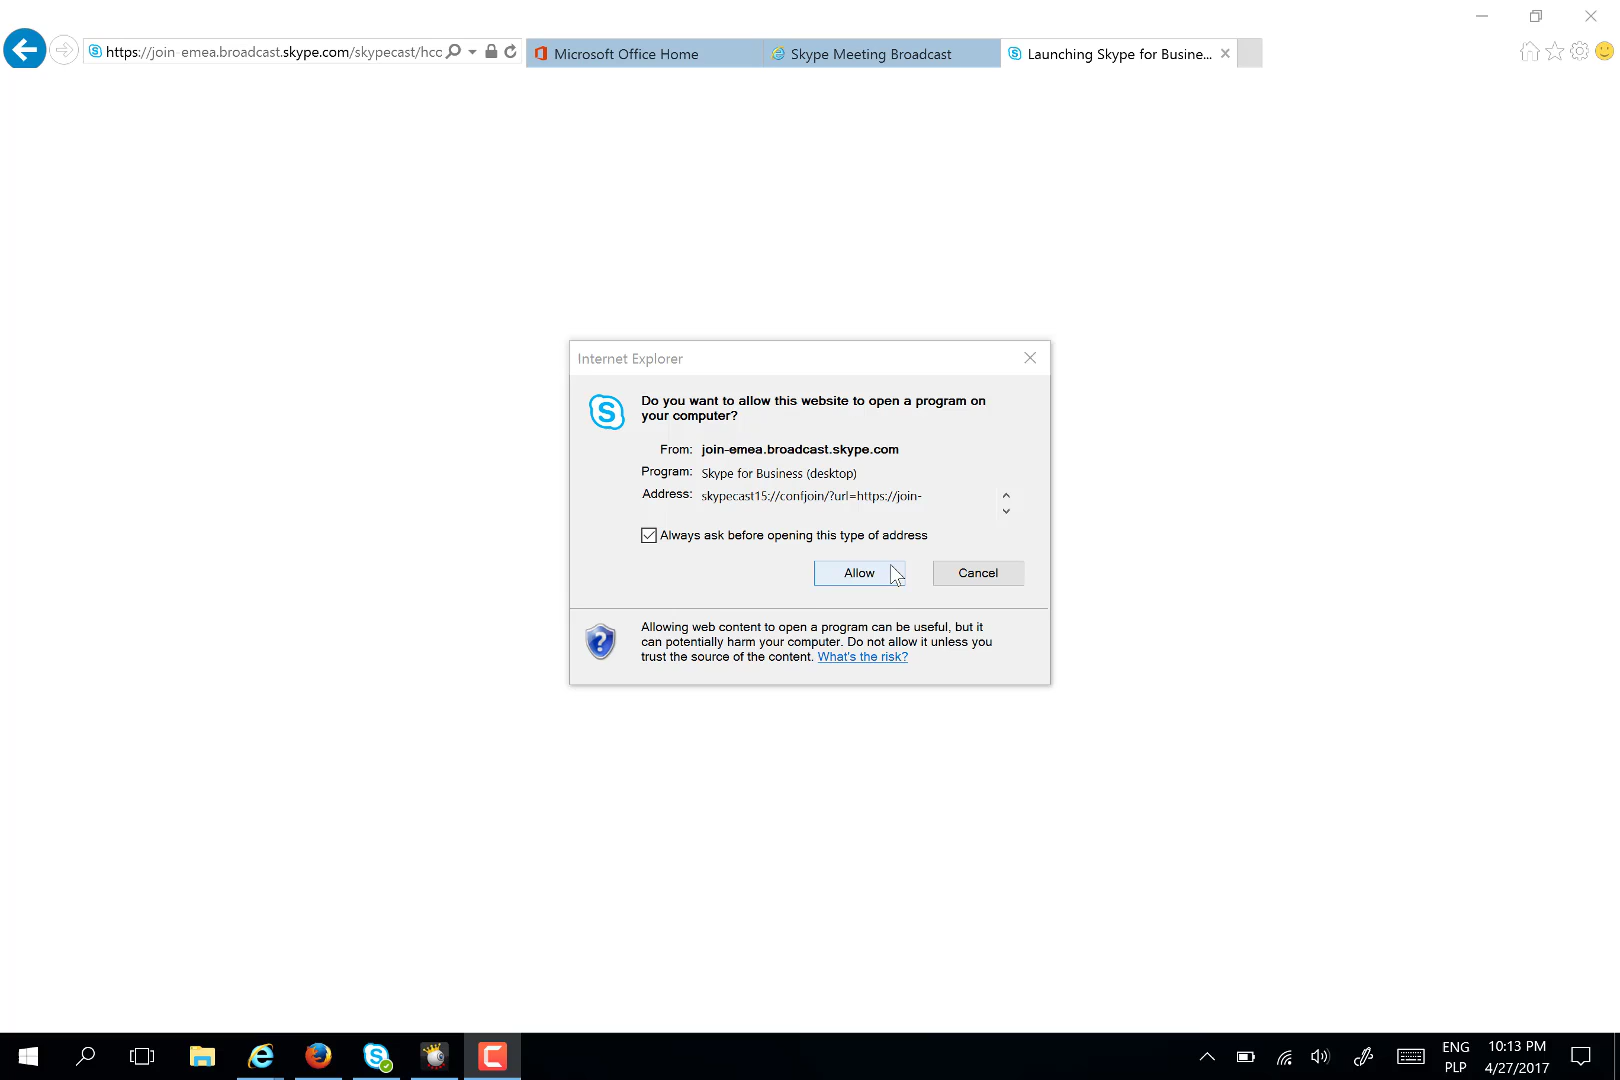 https://join-emea.broadcast.skype.com/skypecast/hcc
Microsoft Office Home
Skype Meeting Broadcast
Launching Skype for Busine...
Internet Explorer
Do you want to allow this website to open a program on
your computer?
From: join-emea.broadcast.skype.com
Program: Skype for Business (desktop)
Address: skypecast15://confjoin/?url=https://join-
Always ask before opening this type of address
Allow
Cancel
Allowing web content to open a program can be useful, but it
can potentially harm your computer. Do not allow it unless you
trust the source of the content. What's the risk?
ENG
PLP
10:13 PM
4/27/2017